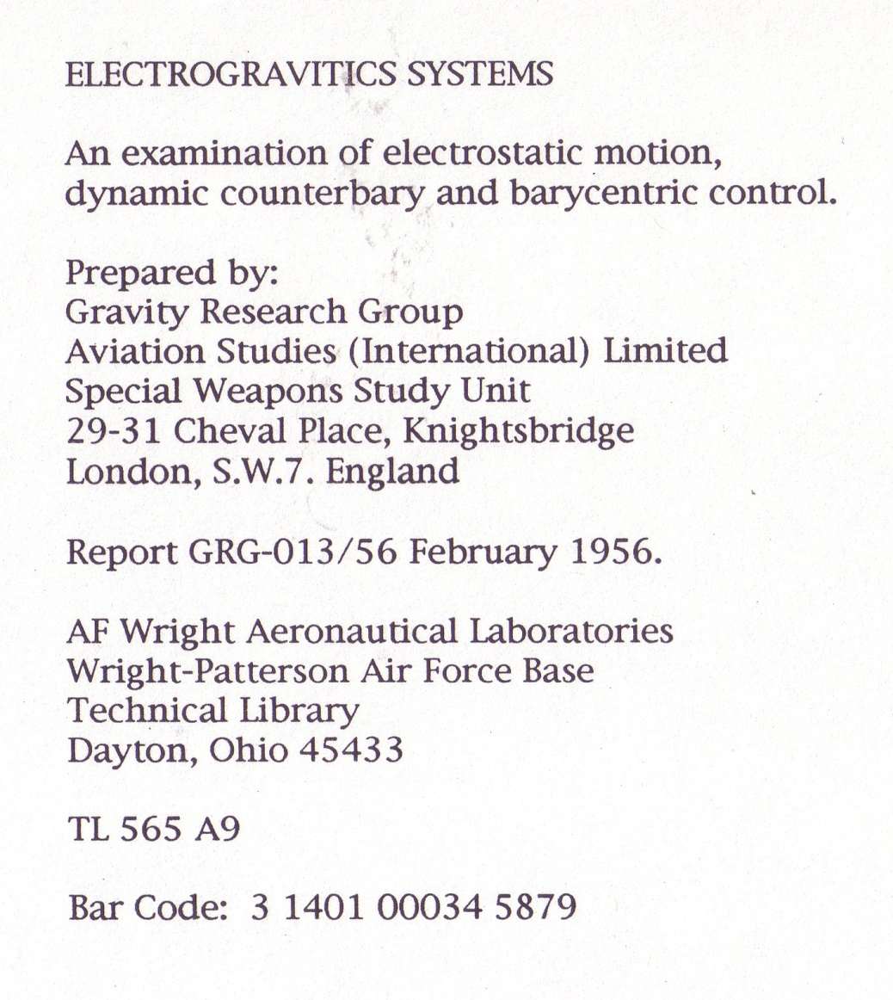 ELECTROGRAVITICS SYSTEMS
An examination of electrostatic motion,
dynamic counterbary and barycentric control.
Prepared by:
Gravity Research Group
Aviation Studies (International) Limited
Special Weapons Study Unit
29-31 Cheval Place, Knightsbridge
London, S.W.7. England
Report GRG-013/56 February 1956.
AF Wright Aeronautical Laboratories
Wright-Patterson Air Force Base
Technical Library
Dayton, Ohio 45433
TL 565 A9
Bar Code:  3 1401 00034 5879